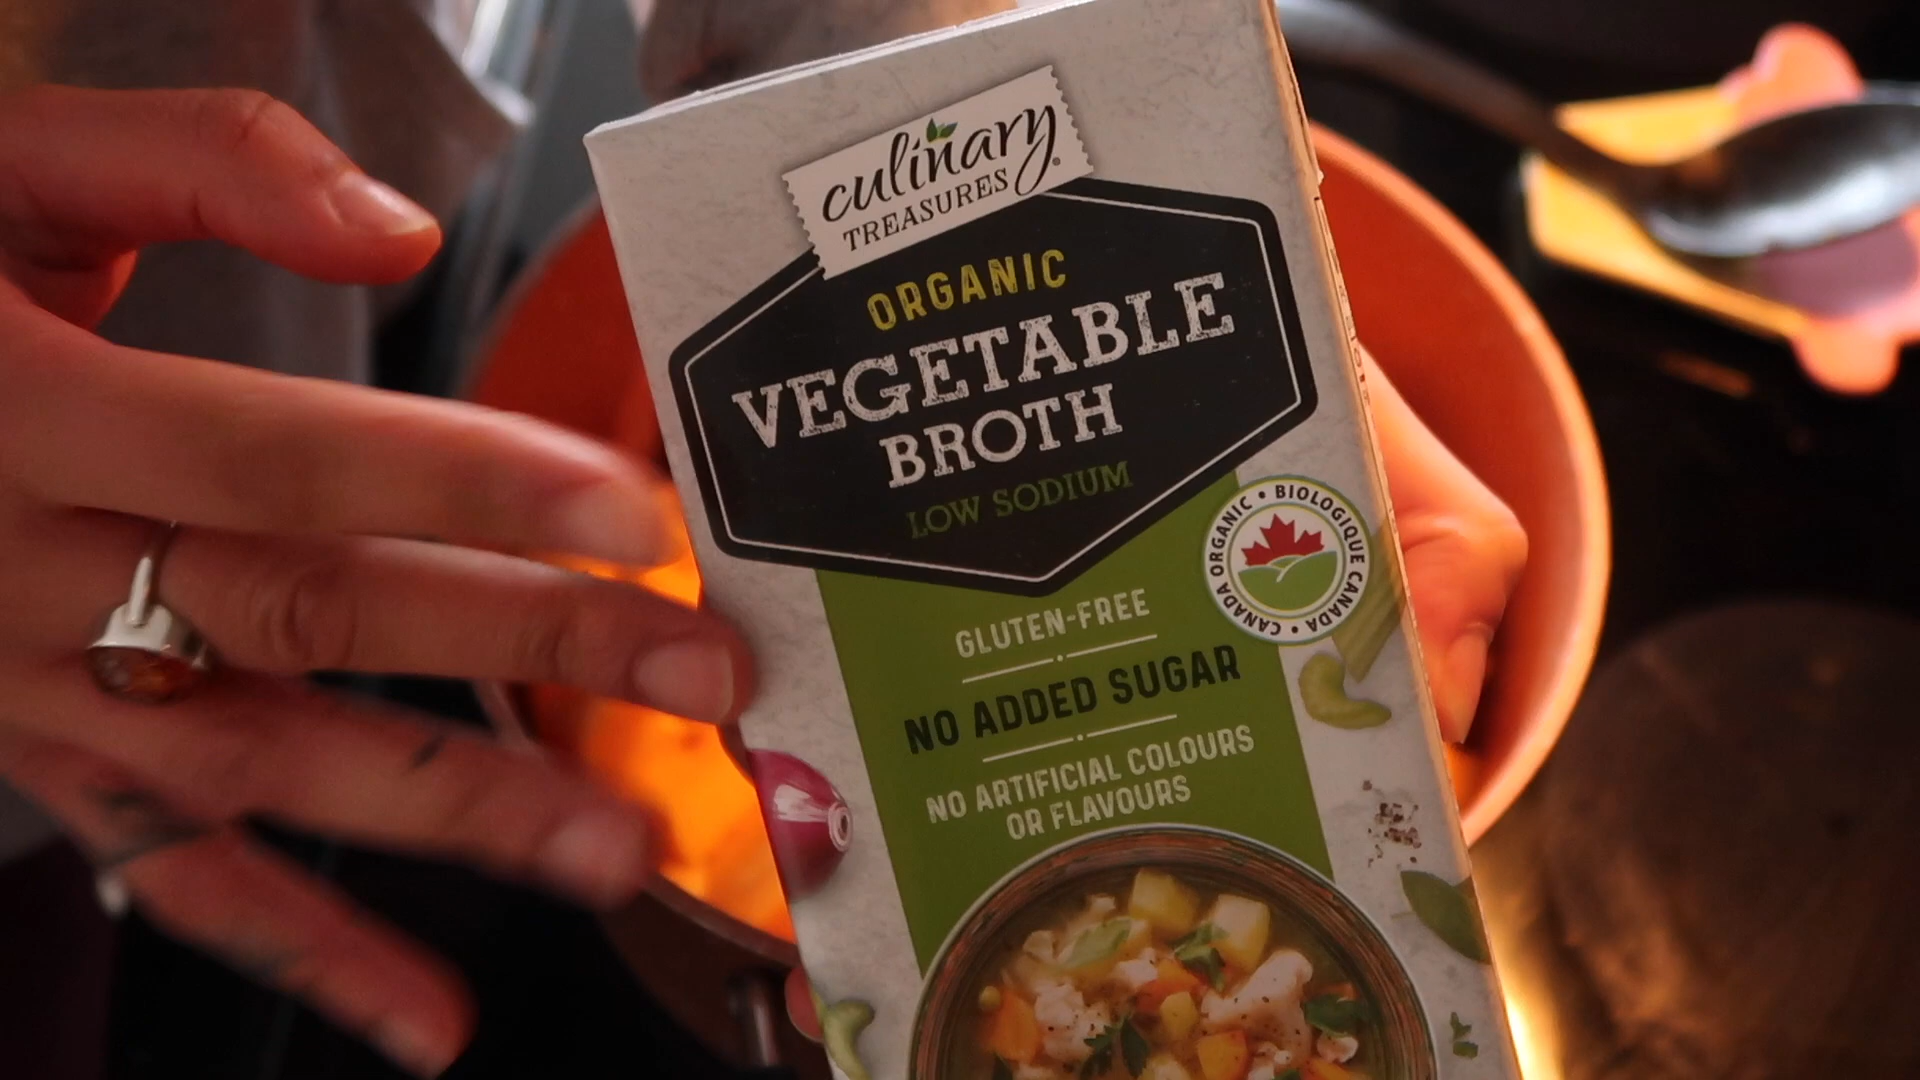 culinary
TREASURES
ORGANIC
VEGETABLE
BROTH
LOW SODIUM
CANADA ORGANIC • BIOLOGIQUE CANADA •
GLUTEN-FREE
NO ADDED SUGAR
NO ARTIFICIAL COLOURS
OR FLAVOURS